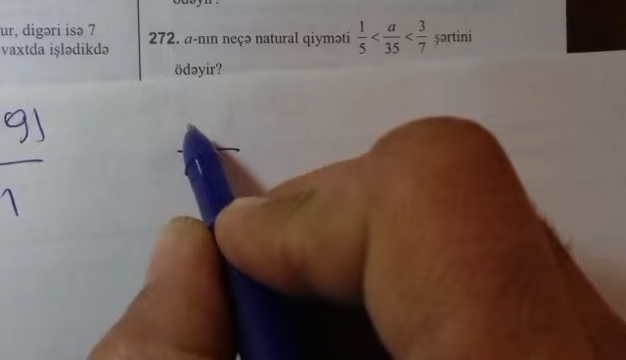 ur, digəri isə 7
vaxtda işlədikdə
272. a-nın neçə natural qiyməti 1/5 < a/35 < 3/7 şərtini
ödəyir?